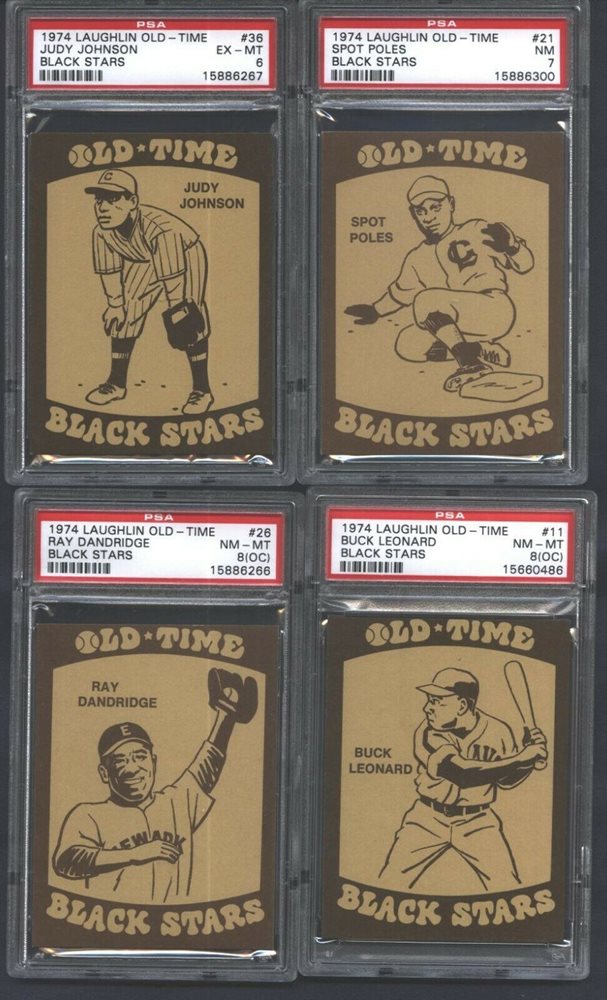 PSA
1974 LAUGHLIN OLD-TIME #36
JUDY JOHNSON EX-MT
BLACK STARS 6
15886267
OLD★TIME
C
JUDY
JOHNSON
BLACK STARS
PSA
1974 LAUGHLIN OLD-TIME #21
SPOT POLES NM
BLACK STARS 7
15886300
OLD★TIME
SPOT
POLES
C
BLACK STARS
PSA
1974 LAUGHLIN OLD-TIME #26
RAY DANDRIDGE NM-MT
BLACK STARS 8(OC)
15886266
OLD★TIME
RAY
DANDRIDGE
E
EWARK
BLACK STARS
PSA
1974 LAUGHLIN OLD-TIME #11
BUCK LEONARD NM-MT
BLACK STARS 8(OC)
15660486
OLD★TIME
BUCK
LEONARD
BLACK STARS